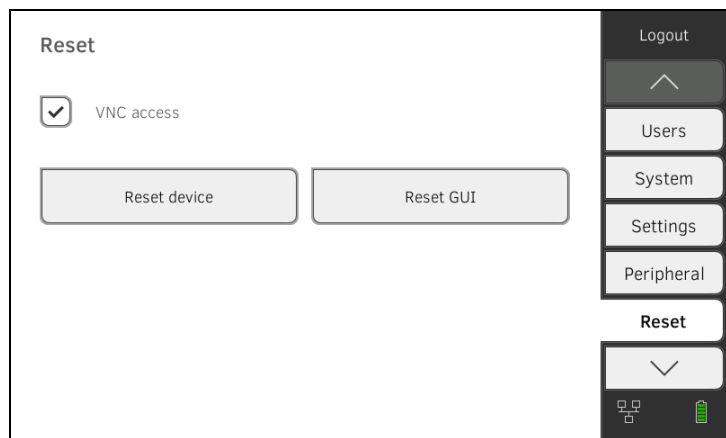 Reset
VNC access
Reset device
Reset GUI
Logout
Users
System
Settings
Peripheral
Reset